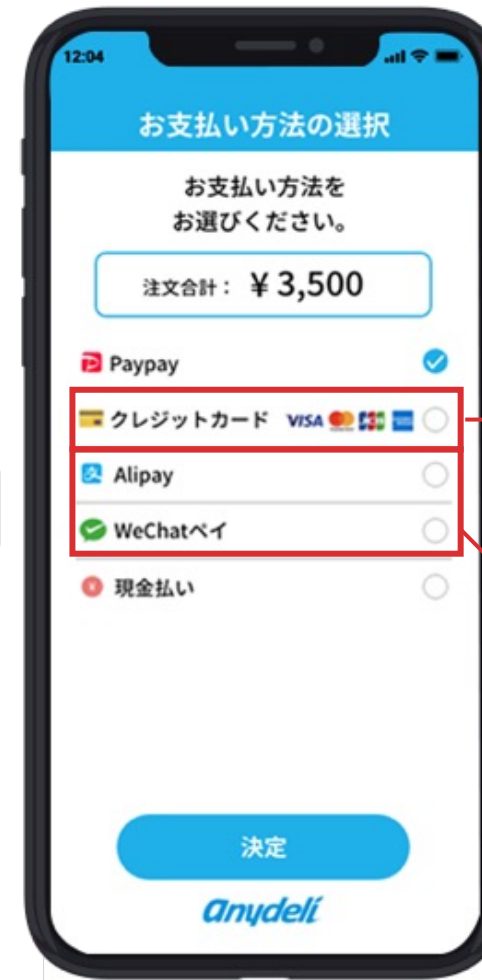 12:04
お支払い方法の選択
お支払い方法を
お選びください。
注文合計： ¥ 3,500
Paypay
クレジットカード VISA JCB
Alipay
WeChatペイ
現金払い
決定
anydeli